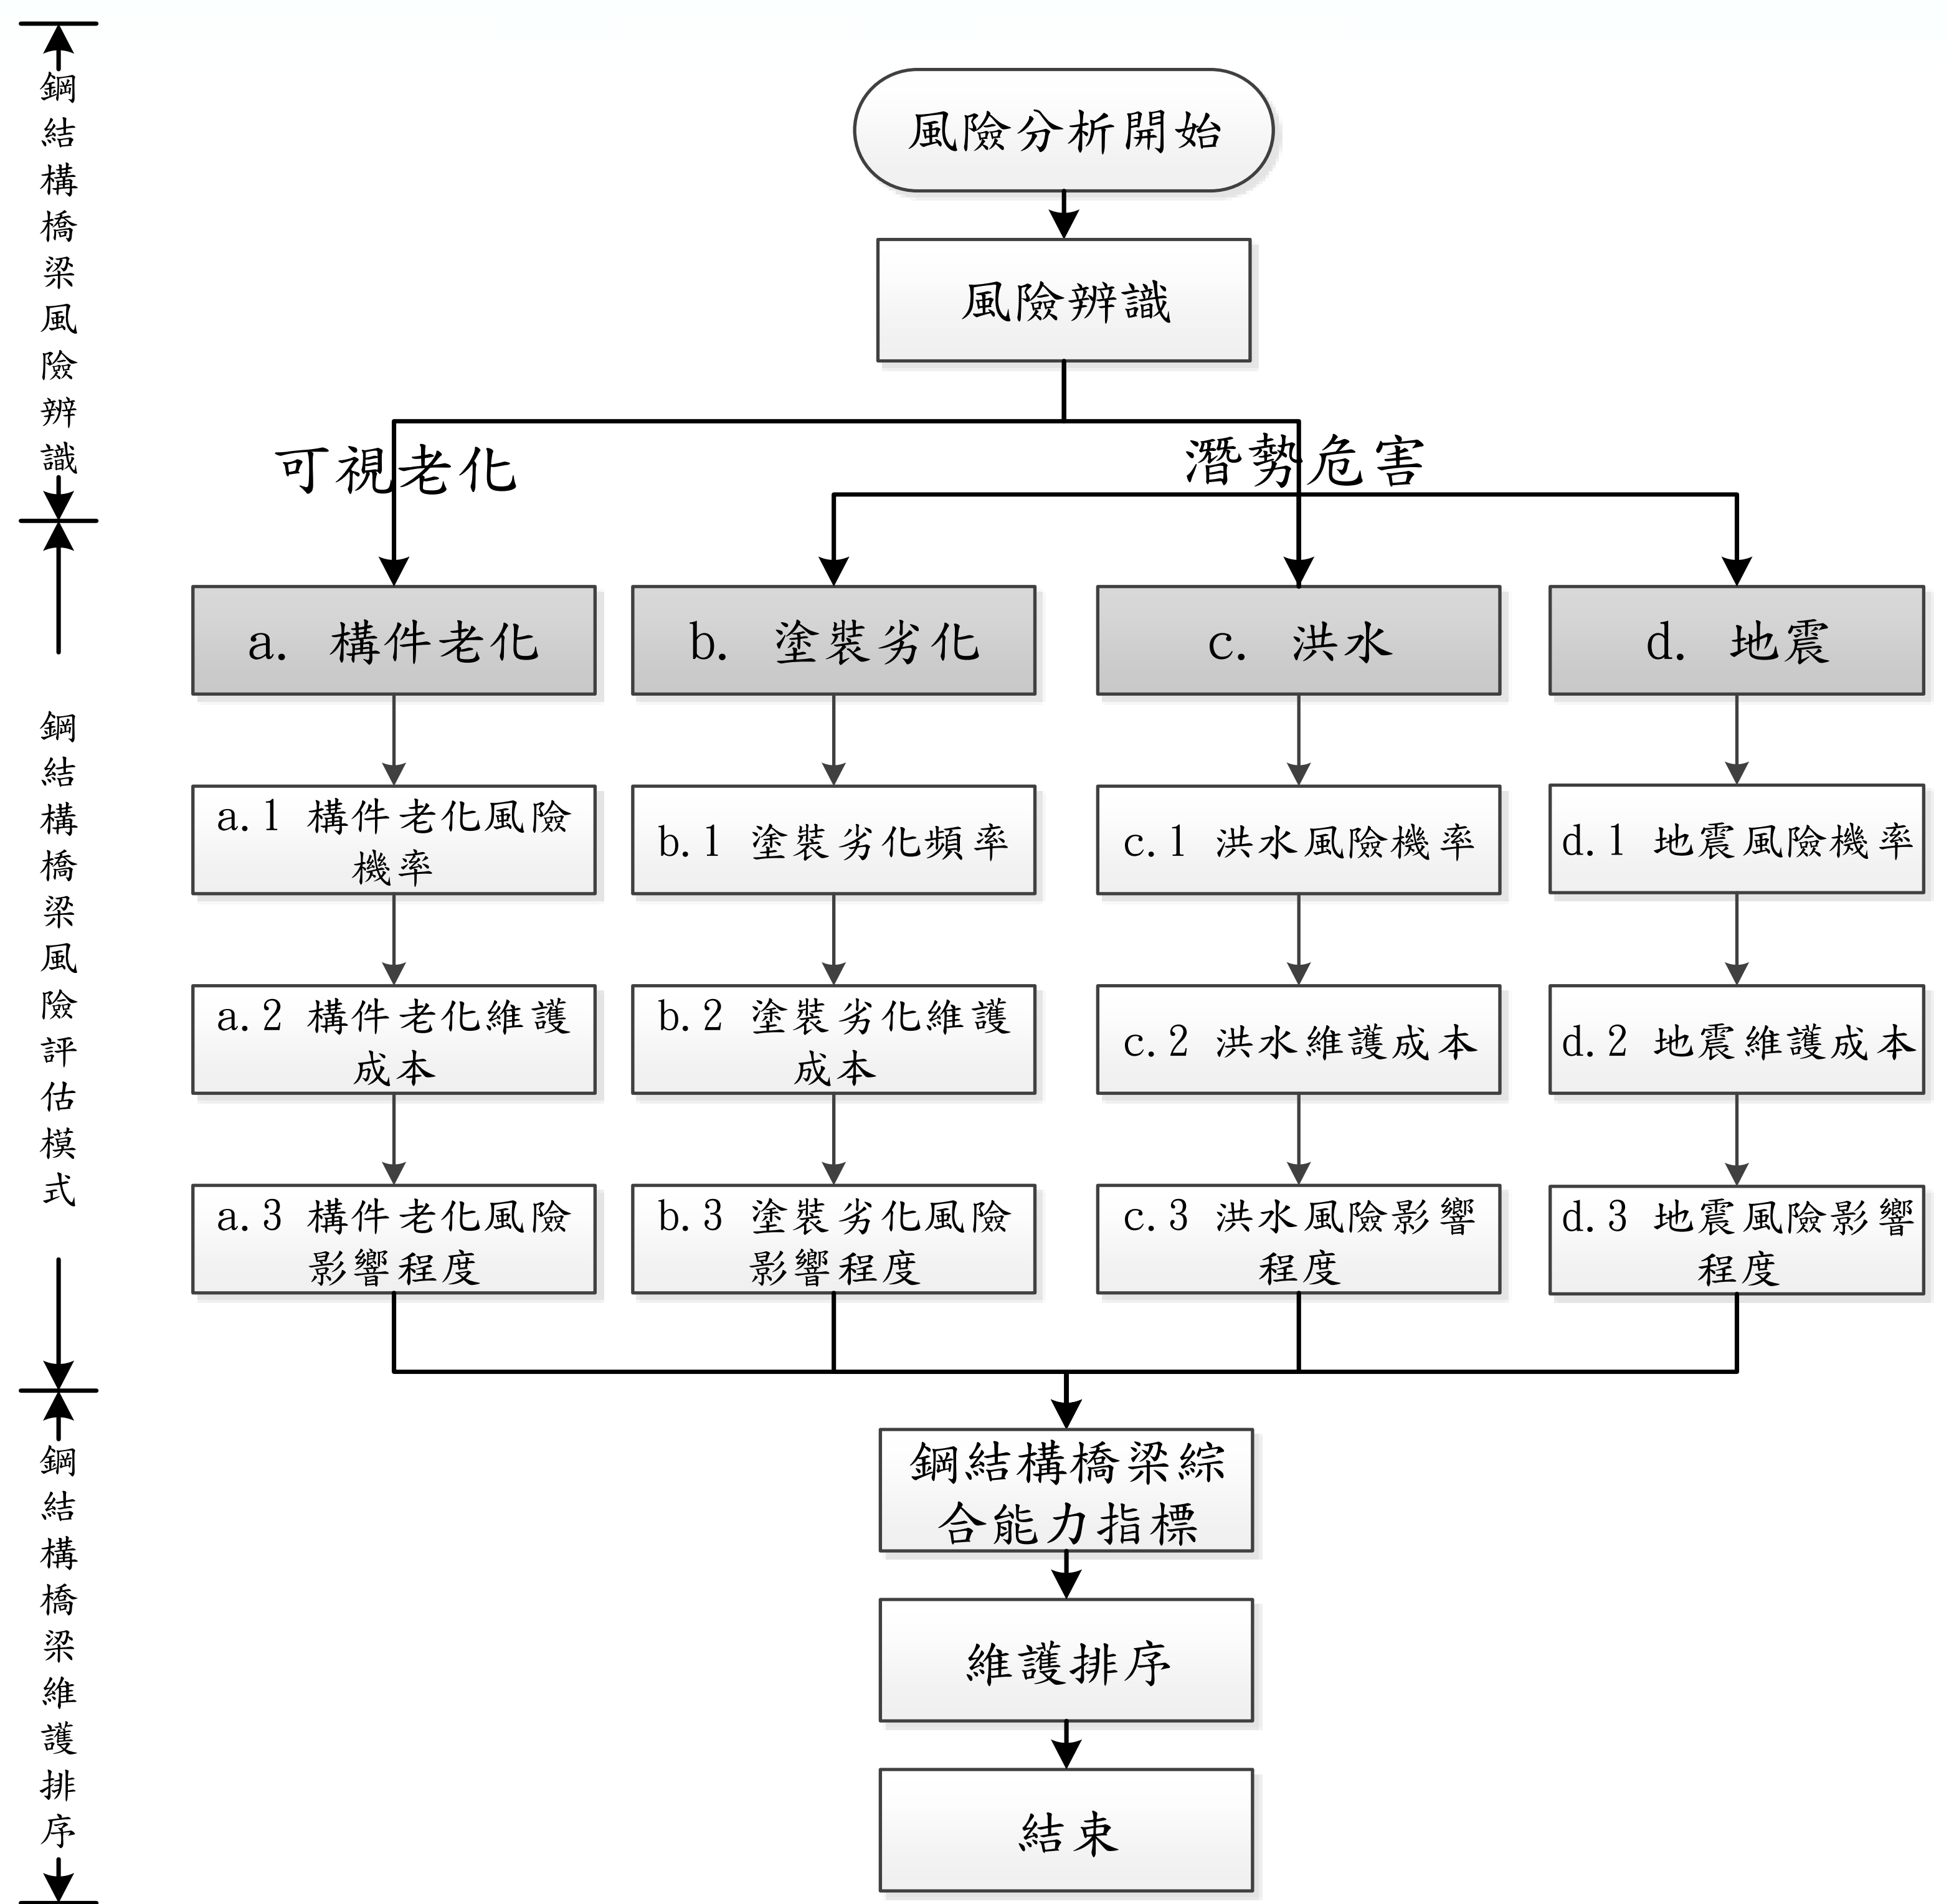 鋼結構橋梁風險辨識
風險分析開始
風險辨識
可視老化
潛勢危害
鋼結構橋梁風險評估模式
a. 構件老化
b. 塗裝劣化
c. 洪水
d. 地震
a.1 構件老化風險
機率
b.1 塗裝劣化頻率
c.1 洪水風險機率
d.1 地震風險機率
a.2 構件老化維護
成本
b.2 塗裝劣化維護
成本
c.2 洪水維護成本
d.2 地震維護成本
a.3 構件老化風險
影響程度
b.3 塗裝劣化風險
影響程度
c.3 洪水風險影響
程度
d.3 地震風險影響
程度
鋼結構橋梁維護排序
鋼結構橋梁綜
合能力指標
維護排序
結束